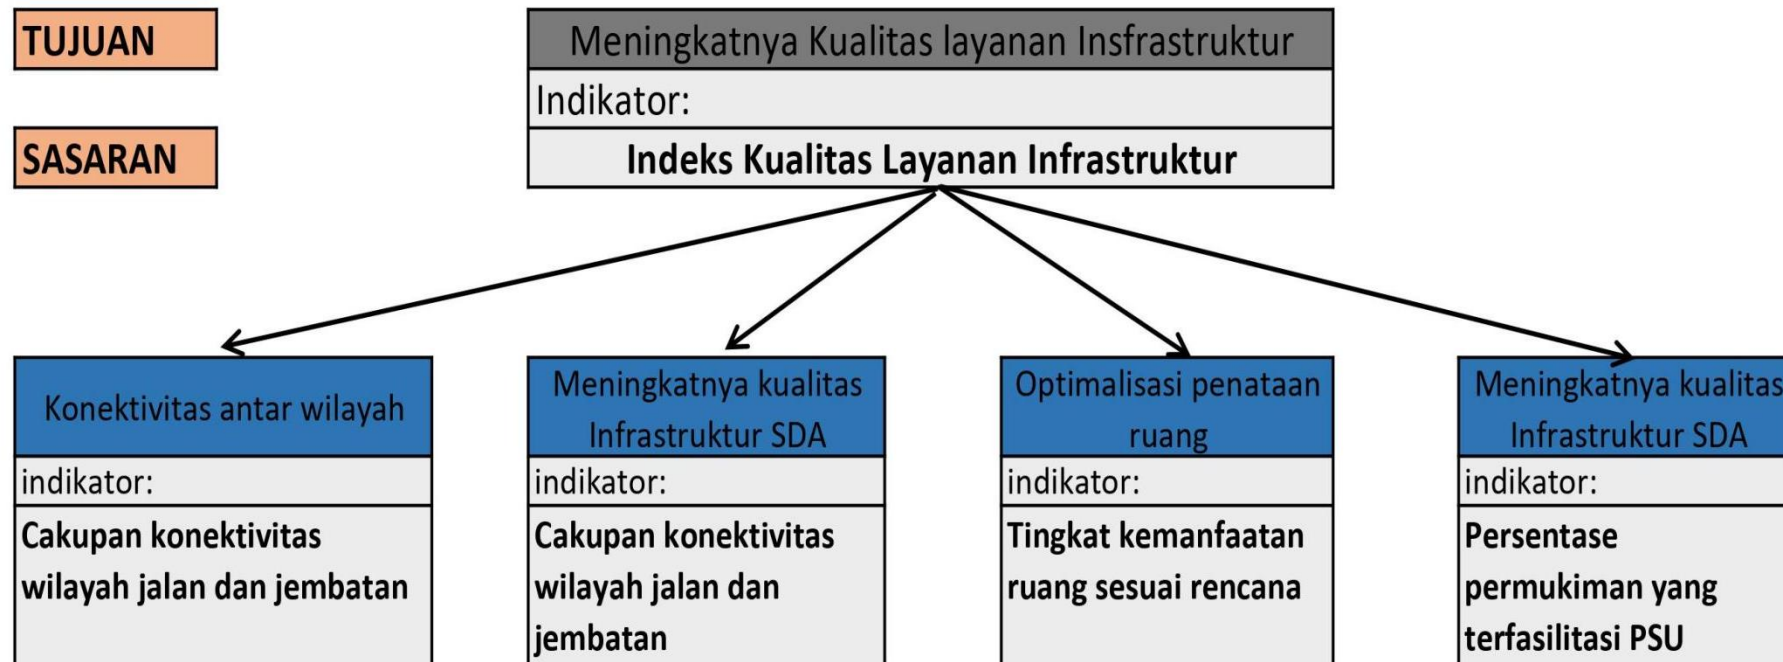 TUJUAN
Meningkatnya Kualitas layanan Insfrastruktur
Indikator:
SASARAN
Indeks Kualitas Layanan Infrastruktur
Konektivitas antar wilayah
indikator:
Cakupan konektivitas
wilayah jalan dan jembatan
Meningkatnya kualitas
Infrastruktur SDA
indikator:
Cakupan konektivitas
wilayah jalan dan
jembatan
Optimalisasi penataan
ruang
indikator:
Tingkat kemanfaatan
ruang sesuai rencana
Meningkatnya kualitas
Infrastruktur SDA
indikator:
Persentase
permukiman yang
terfasilitasi PSU